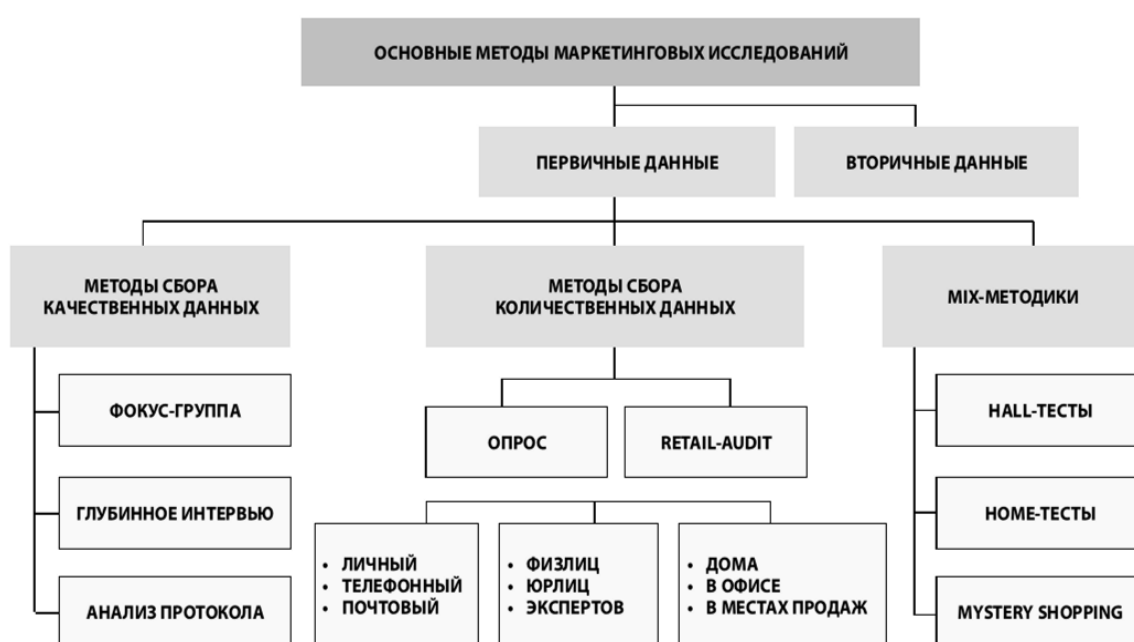 ОСНОВНЫЕ МЕТОДЫ МАРКЕТИНГОВЫХ ИССЛЕДОВАНИЙ
ПЕРВИЧНЫЕ ДАННЫЕ
ВТОРИЧНЫЕ ДАННЫЕ
МЕТОДЫ СБОРА
КАЧЕСТВЕННЫХ ДАННЫХ
МЕТОДЫ СБОРА
КОЛИЧЕСТВЕННЫХ ДАННЫХ
MIX-МЕТОДИКИ
ФОКУС-ГРУППА
ГЛУБИННОЕ ИНТЕРВЬЮ
АНАЛИЗ ПРОТОКОЛА
ОПРОС
RETAIL-AUDIT
• ЛИЧНЫЙ
• ТЕЛЕФОННЫЙ
• ПОЧТОВЫЙ
• ФИЗЛИЦ
• ЮРЛИЦ
• ЭКСПЕРТОВ
• ДОМА
• В ОФИСЕ
• В МЕСТАХ ПРОДАЖ
HALL-ТЕСТЫ
HOME-ТЕСТЫ
MYSTERY SHOPPING